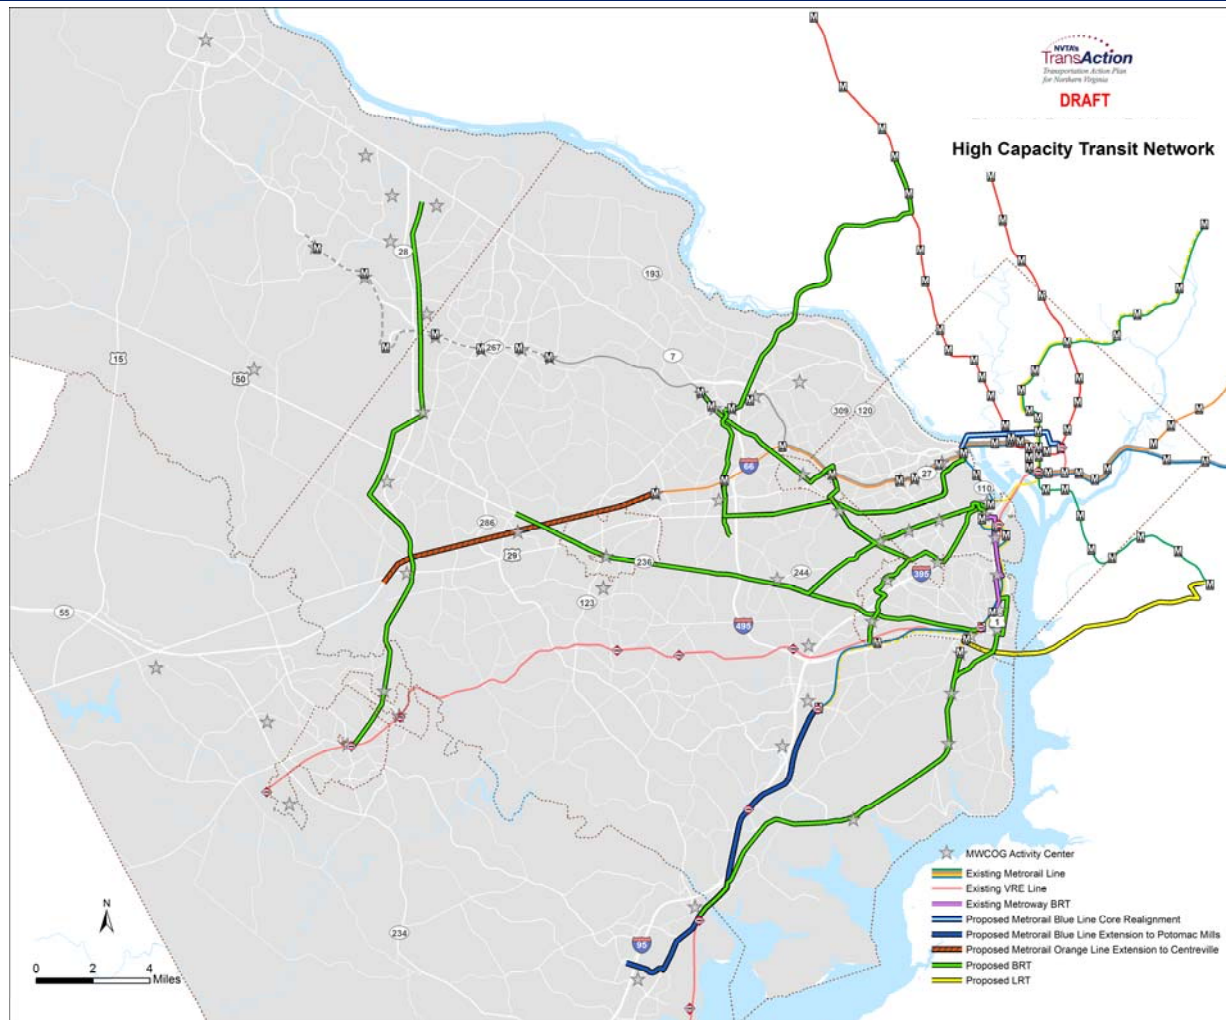 NVTA's
TransAction
Transportation Action Plan
for Northern Virginia
DRAFT
High Capacity Transit Network
28
193
7
267
15
50
309
120
66
27
110
286
29
236
244
395
123
495
55
1
234
95
N
0 2 4
Miles
MWCOG Activity Center
Existing Metrorail Line
Existing VRE Line
Existing Metroway BRT
Proposed Metrorail Blue Line Core Realignment
Proposed Metrorail Blue Line Extension to Potomac Mills
Proposed Metrorail Orange Line Extension to Centreville
Proposed BRT
Proposed LRT